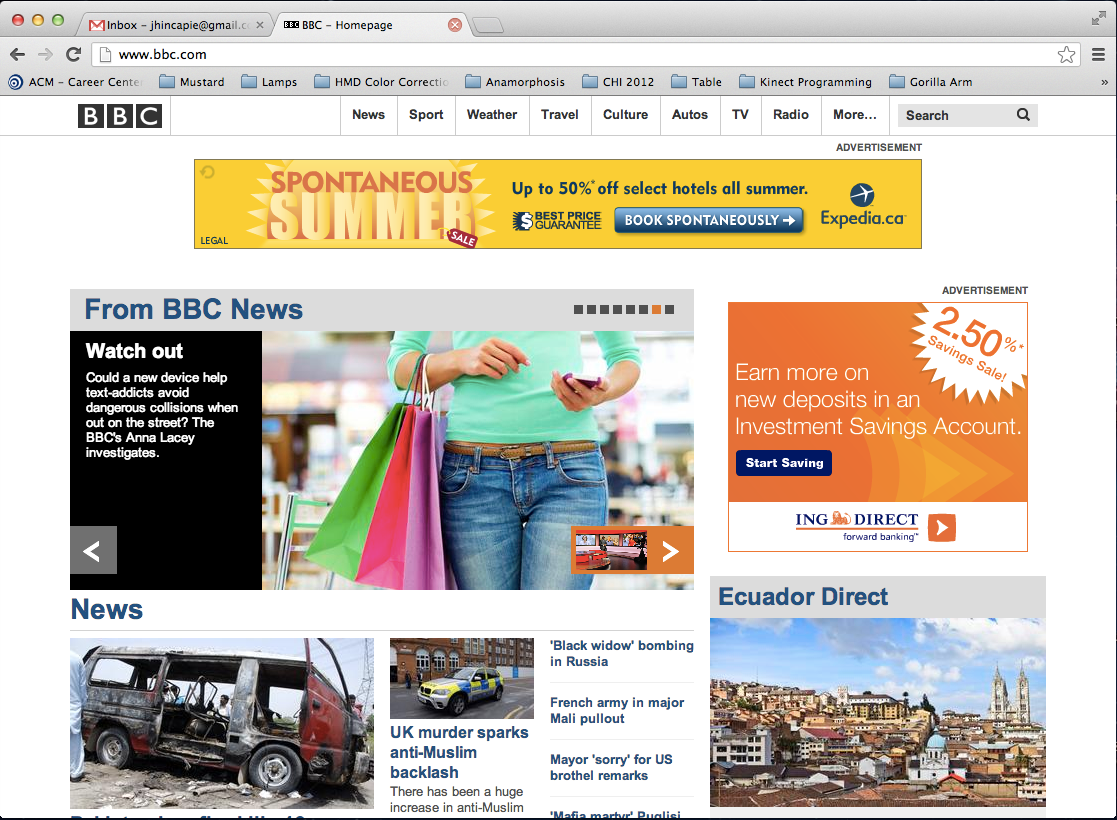 Inbox - jhincapie@gmail.c
BBC - Homepage
www.bbc.com
ACM - Career Cente
Mustard
Lamps
HMD Color Correctio
Anamorphosis
CHI 2012
Table
Kinect Programming
Gorilla Arm
»
BBC
News
Sport
Weather
Travel
Culture
Autos
TV
Radio
More...
Search
ADVERTISEMENT
SPONTANEOUS
SUMMER
SALE
LEGAL
Up to 50%* off select hotels all summer.
$ BEST PRICE
GUARANTEE
BOOK SPONTANEOUSLY
Expedia.ca
From BBC News
Watch out
Could a new device help
text-addicts avoid
dangerous collisions when
out on the street? The
BBC's Anna Lacey
investigates.
ADVERTISEMENT
2.50%*
Savings Sale!
Earn more on
new deposits in an
Investment Savings Account.
Start Saving
ING DIRECT
forward banking™
News
UK murder sparks
anti-Muslim
backlash
There has been a huge
increase in anti-Muslim
'Black widow' bombing
in Russia
French army in major
Mali pullout
Mayor 'sorry' for US
brothel remarks
'Mafia martyr' Puglisi
Ecuador Direct